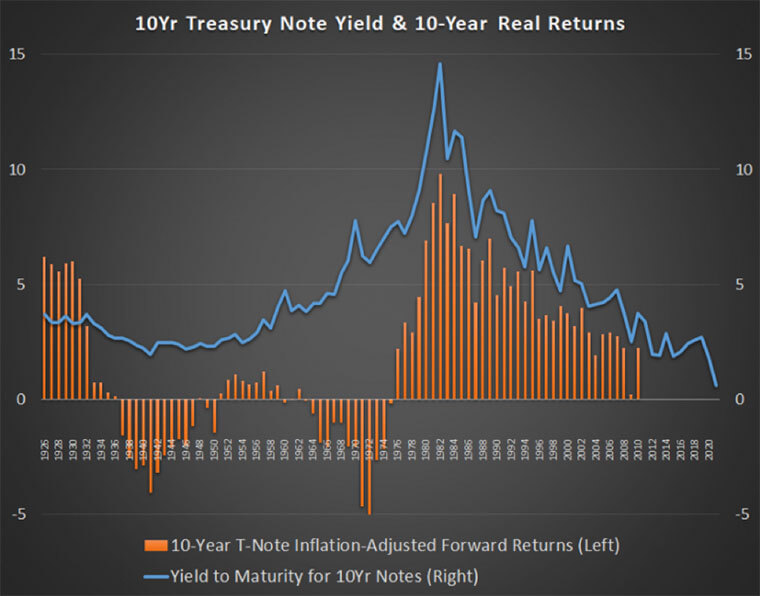 10Yr Treasury Note Yield & 10-Year Real Returns
15 15
10 10
5 5
0 0
-5 -5
1926 1928 1930 1932 1934 1936 1938 1940 1942 1944 1946 1948 1950 1952 1954 1956 1958 1960 1962 1964 1966 1968 1970 1972 1974 1976 1978 1980 1982 1984 1986 1988 1990 1992 1994 1996 1998 2000 2002 2004 2006 2008 2010 2012 2014 2016 2018 2020
10-Year T-Note Inflation-Adjusted Forward Returns (Left)
Yield to Maturity for 10Yr Notes (Right)